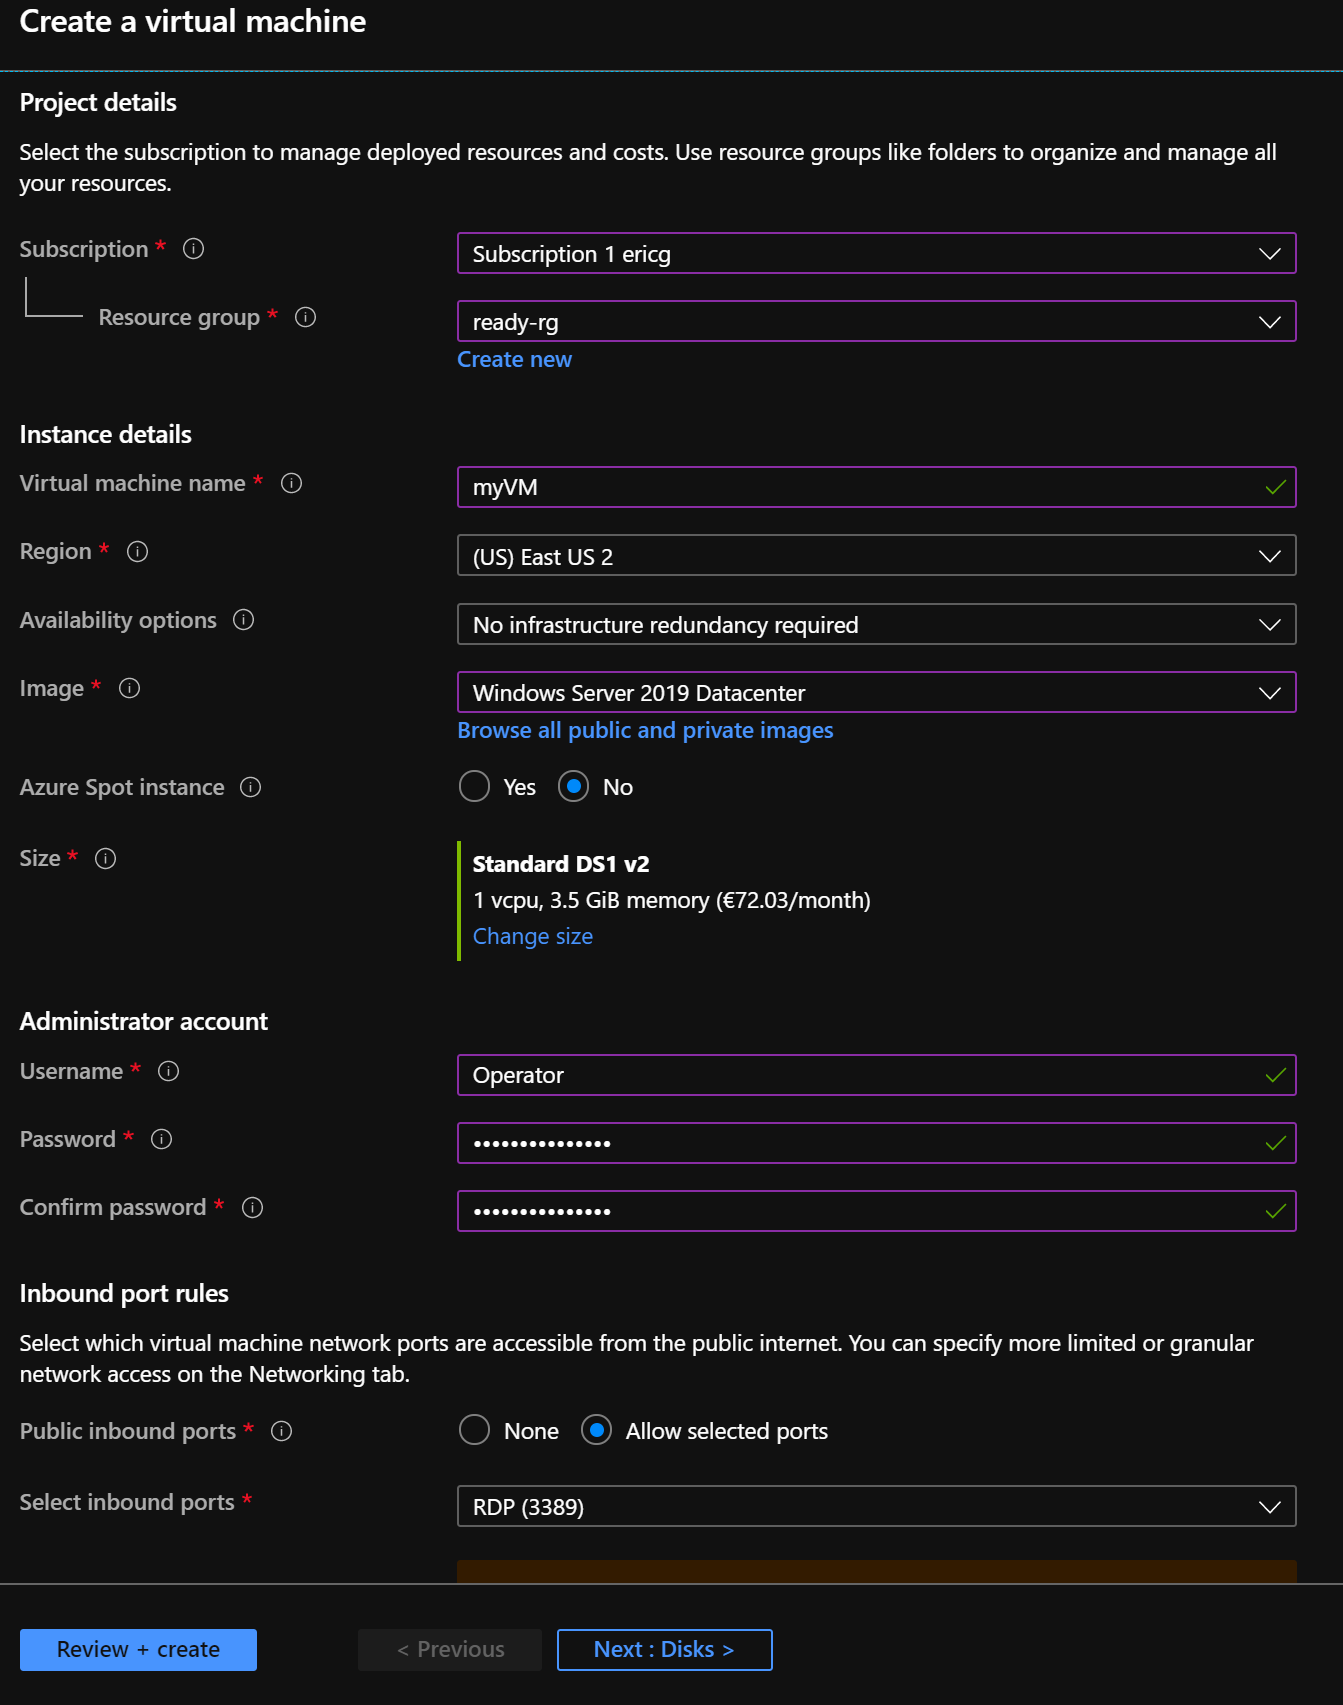 Create a virtual machine
Project details
Select the subscription to manage deployed resources and costs. Use resource groups like folders to organize and manage all
your resources.
Subscription *
Subscription 1 ericg
Resource group *
ready-rg
Create new
Instance details
Virtual machine name *
myVM
Region *
(US) East US 2
Availability options
No infrastructure redundancy required
Image *
Windows Server 2019 Datacenter
Browse all public and private images
Azure Spot instance
Yes No
Size *
Standard DS1 v2
1 vcpu, 3.5 GiB memory (€72.03/month)
Change size
Administrator account
Username *
Operator
Password *
•••••••••••••••
Confirm password *
•••••••••••••••
Inbound port rules
Select which virtual machine network ports are accessible from the public internet. You can specify more limited or granular
network access on the Networking tab.
Public inbound ports *
None Allow selected ports
Select inbound ports *
RDP (3389)
Review + create
< Previous
Next : Disks >